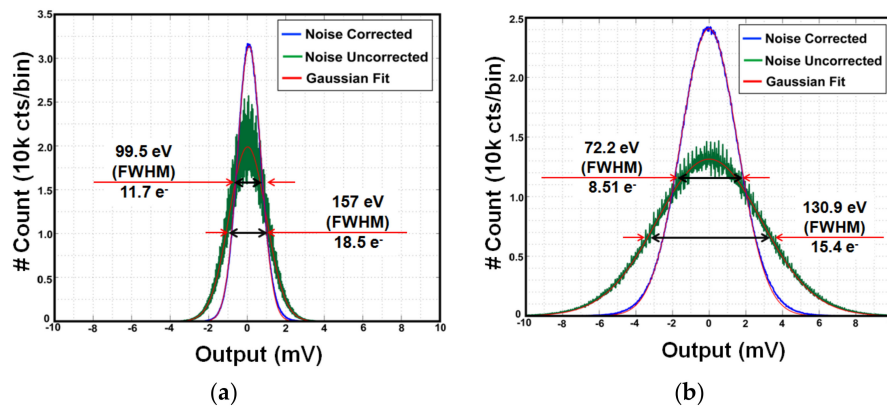 3.5
3.0
2.5
2.0
1.5
1.0
0.5
0
# Count (10k cts/bin)
Noise Corrected
Noise Uncorrected
Gaussian Fit
99.5 eV
(FWHM)
11.7 e-
157 eV
(FWHM)
18.5 e-
-10 -8 -6 -4 -2 0 2 4 6 8 10
Output (mV)
(a)
2.5
2.0
1.5
1.0
0.5
0
# Count (10k cts/bin)
Noise Corrected
Noise Uncorrected
Gaussian Fit
72.2 eV
(FWHM)
8.51 e-
130.9 eV
(FWHM)
15.4 e-
-10 -8 -6 -4 -2 0 2 4 6 8
Output (mV)
(b)